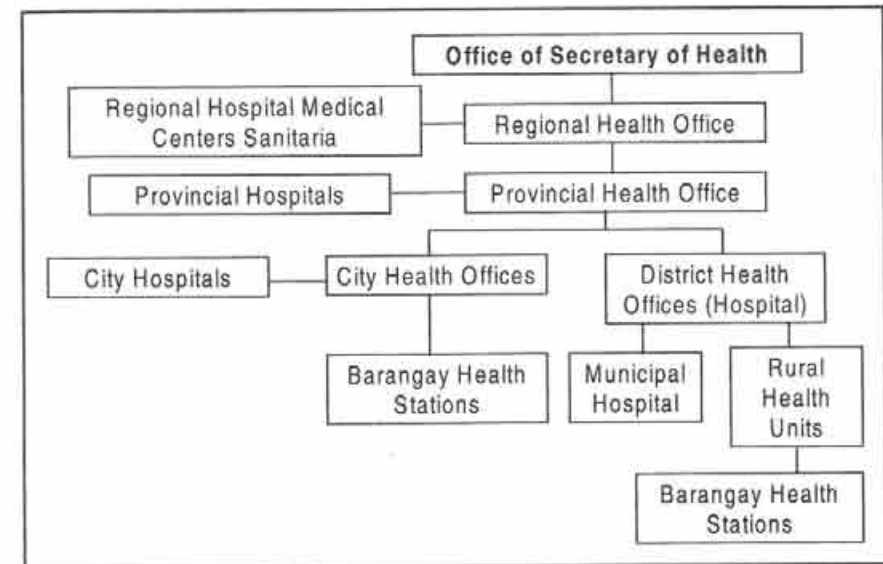 Office of Secretary of Health
Regional Hospital Medical
Centers Sanitaria
Regional Health Office
Provincial Hospitals
Provincial Health Office
City Hospitals
City Health Offices
District Health
Offices (Hospital)
Barangay Health
Stations
Municipal
Hospital
Rural
Health
Units
Barangay Health
Stations